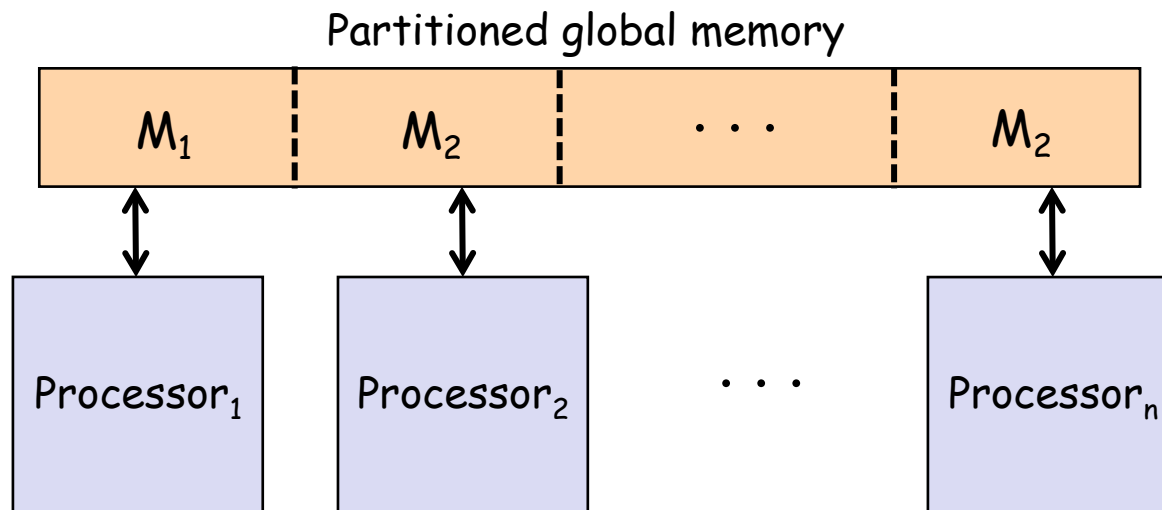 Partitioned global memory
M₁ M₂ . . . M₂
Processor₁ Processor₂ . . . Processorₙ